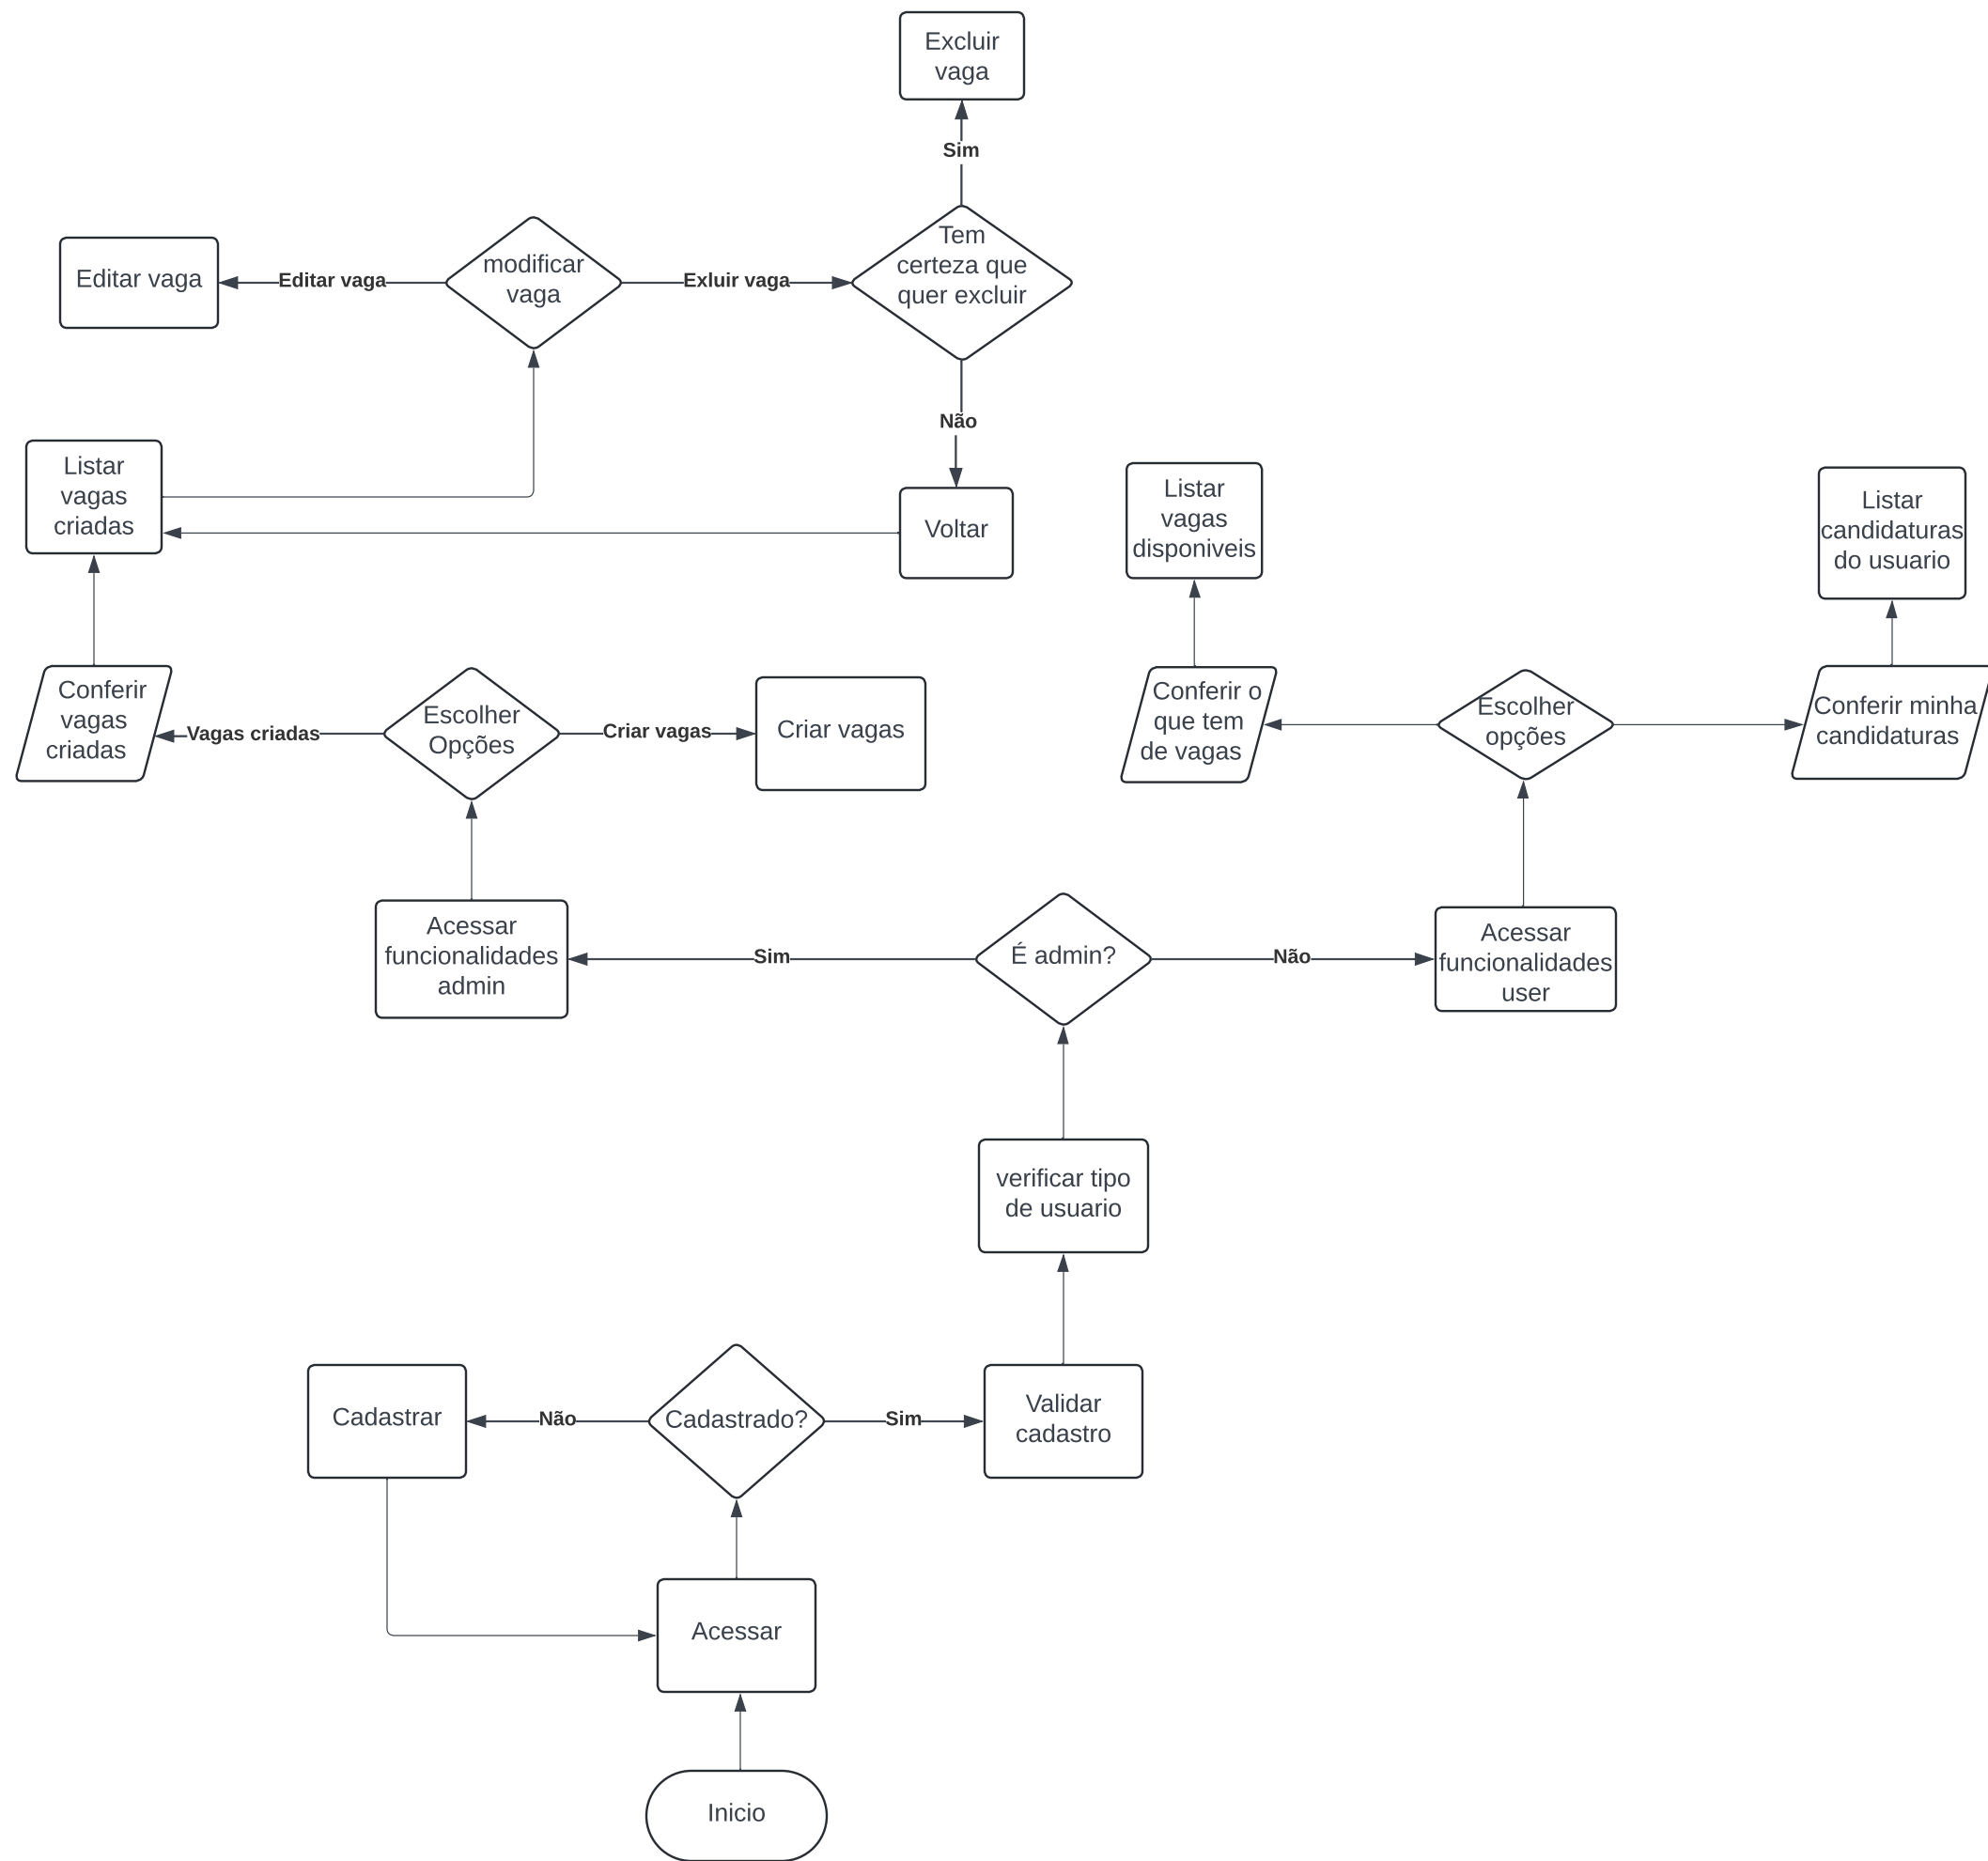 Excluir
vaga
Sim
Tem
certeza que
quer excluir
modificar
vaga
Editar vaga
Editar vaga
Exluir vaga
Não
Listar
vagas
criadas
Voltar
Listar
vagas
disponiveis
Listar
candidaturas
do usuario
Conferir
vagas
criadas
Vagas criadas
Escolher
Opções
Criar vagas
Criar vagas
Conferir o
que tem
de vagas
Escolher
opções
Conferir minha
candidaturas
Acessar
funcionalidades
admin
Sim
É admin?
Não
Acessar
funcionalidades
user
verificar tipo
de usuario
Cadastrar
Não
Cadastrado?
Sim
Validar
cadastro
Acessar
Inicio